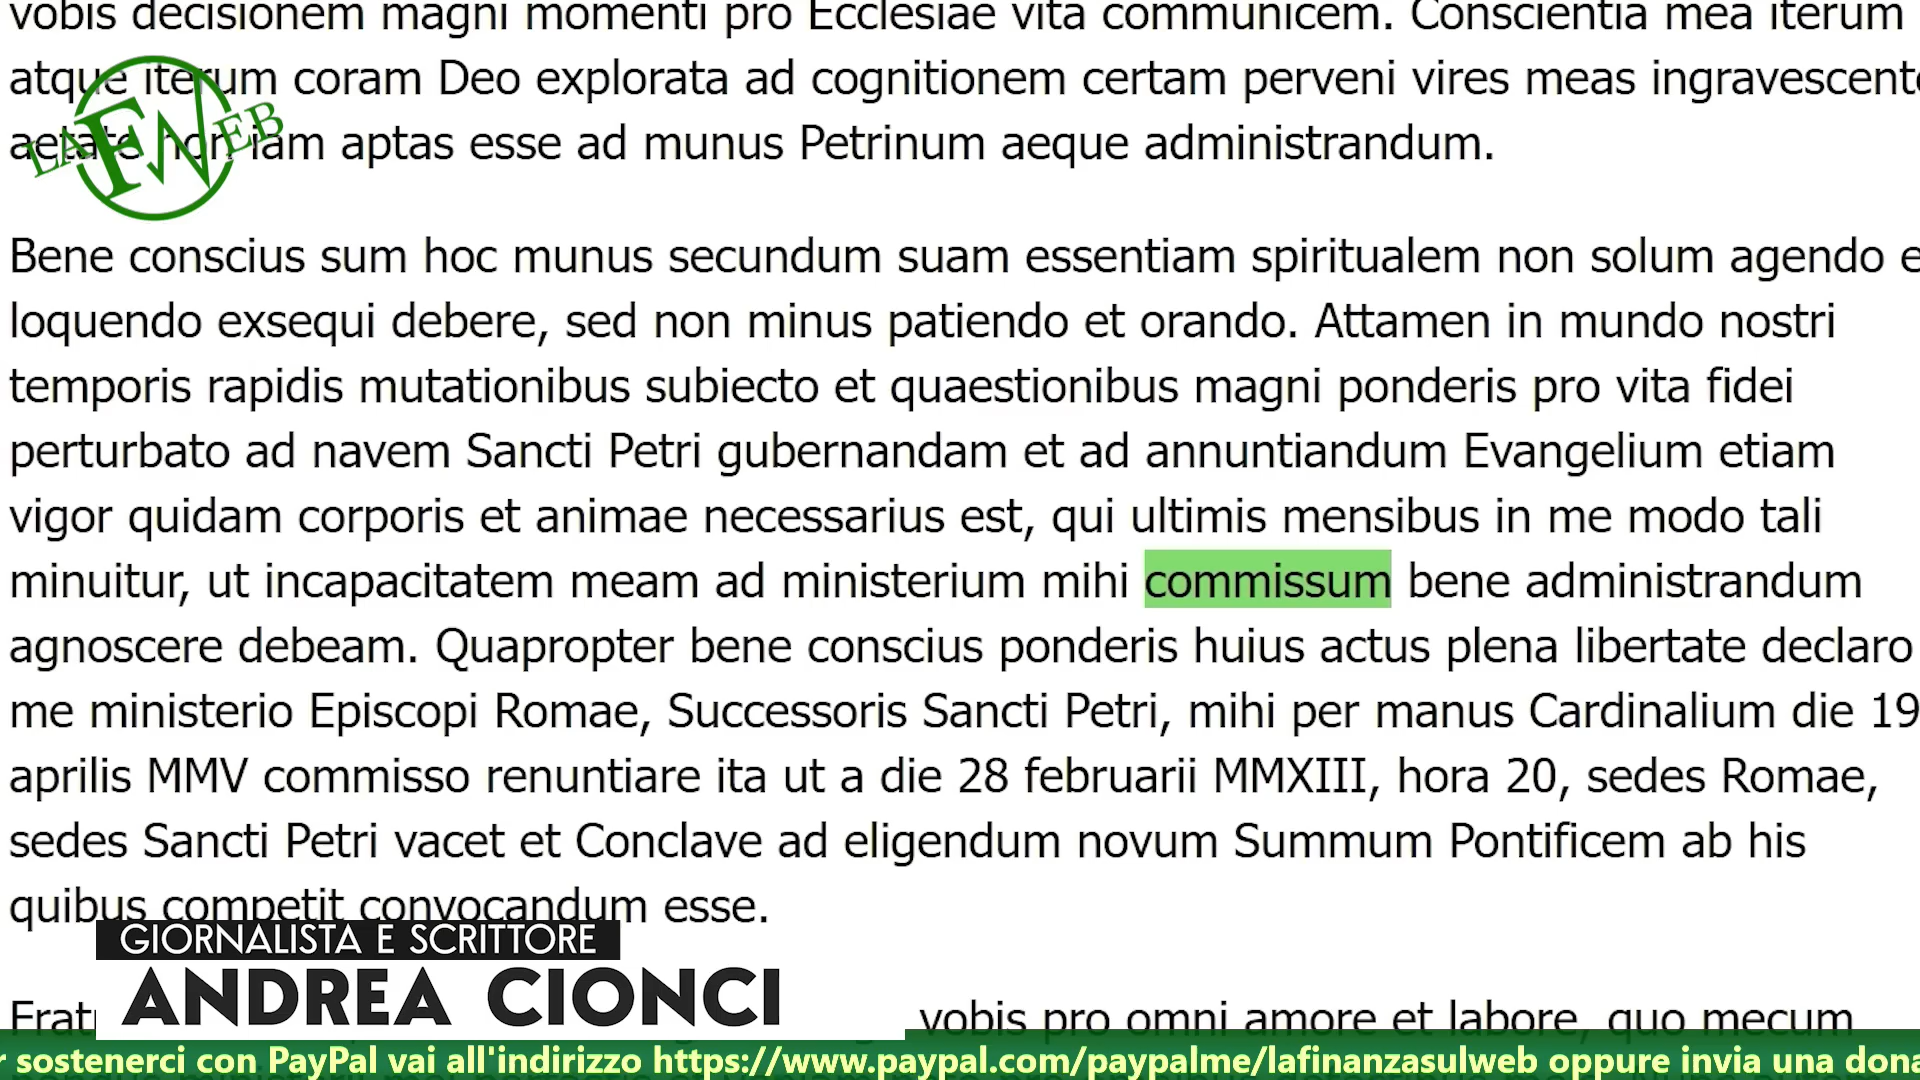 vobis decisionem magni momenti pro Ecclesiae vita communicem. Conscientia mea iterum
atque iterum coram Deo explorata ad cognitionem certam perveni vires meas ingravescente
aetate non iam aptas esse ad munus Petrinum aeque administrandum.
LA FW WEB
Bene conscius sum hoc munus secundum suam essentiam spiritualem non solum agendo e
loquendo exsequi debere, sed non minus patiendo et orando. Attamen in mundo nostri
temporis rapidis mutationibus subiecto et quaestionibus magni ponderis pro vita fidei
perturbato ad navem Sancti Petri gubernandam et ad annuntiandum Evangelium etiam
vigor quidam corporis et animae necessarius est, qui ultimis mensibus in me modo tali
minuitur, ut incapacitatem meam ad ministerium mihi commissum bene administrandum
agnoscere debeam. Quapropter bene conscius ponderis huius actus plena libertate declaro
me ministerio Episcopi Romae, Successoris Sancti Petri, mihi per manus Cardinalium die 19
aprilis MMV commisso renuntiare ita ut a die 28 februarii MMXIII, hora 20, sedes Romae,
sedes Sancti Petri vacet et Conclave ad eligendum novum Summum Pontificem ab his
quibus competit convocandum esse.
GIORNALISTA E SCRITTORE
ANDREA CIONCI
Frat vobis pro omni amore et labore, quo mecum
r sostenerci con PayPal vai all'indirizzo https://www.paypal.com/paypalme/lafinanzasulweb oppure invia una dona